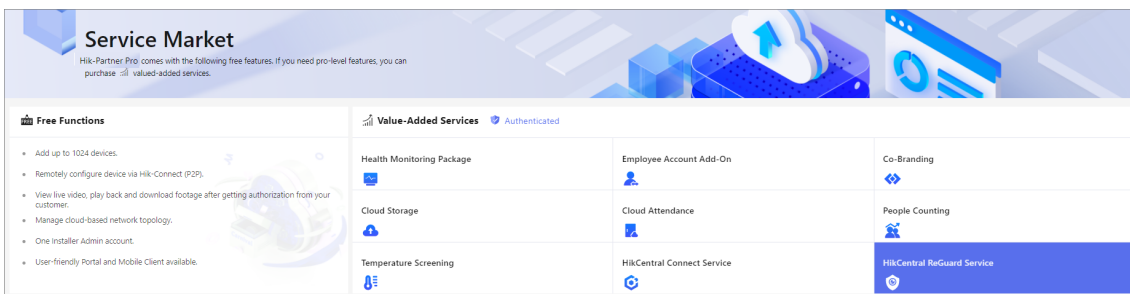 Service Market
Hik-Partner Pro comes with the following free features. If you need pro-level features, you can
purchase valued-added services.
FREE
Free Functions
Add up to 1024 devices.
Remotely configure device via Hik-Connect (P2P).
View live video, play back and download footage after getting authorization from your
customer.
Manage cloud-based network topology.
One Installer Admin account.
User-friendly Portal and Mobile Client available.
Value-Added Services Authenticated
Health Monitoring Package
Employee Account Add-On
Co-Branding
Cloud Storage
Cloud Attendance
People Counting
Temperature Screening
HikCentral Connect Service
HikCentral ReGuard Service